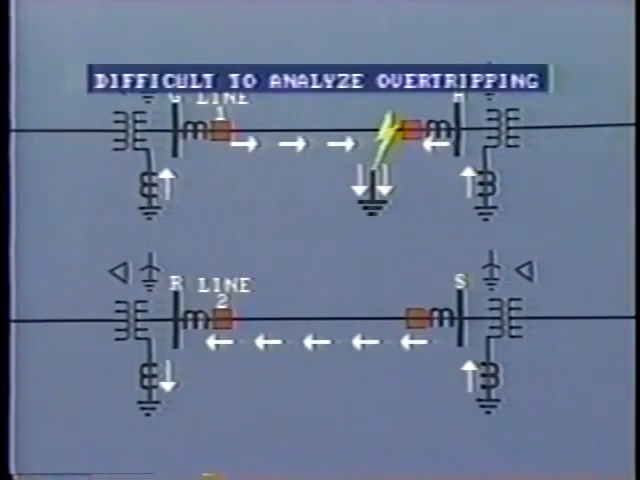 DIFFICULT TO ANALYZE OVERTRIPPING
G LINE H
1
R LINE S
2